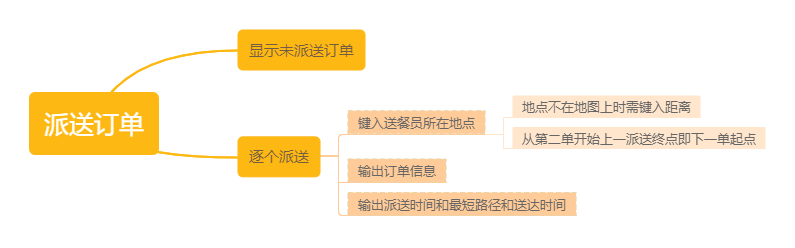 派送订单
显示未派送订单
逐个派送
键入送餐员所在地点
地点不在地图上时需键入距离
从第二单开始上一派送终点即下一单起点
输出订单信息
输出派送时间和最短路径和送达时间